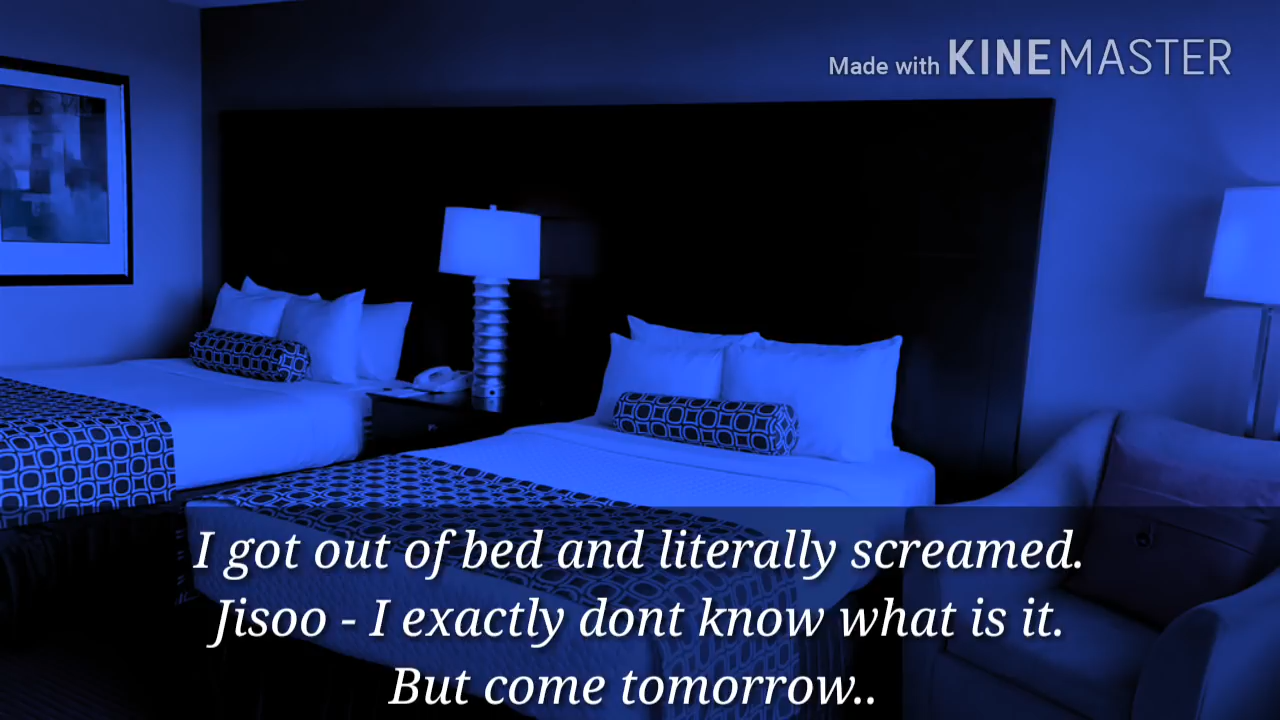 Made with KINEMASTER
I got out of bed and literally screamed.
Jisoo - I exactly dont know what is it.
But come tomorrow..